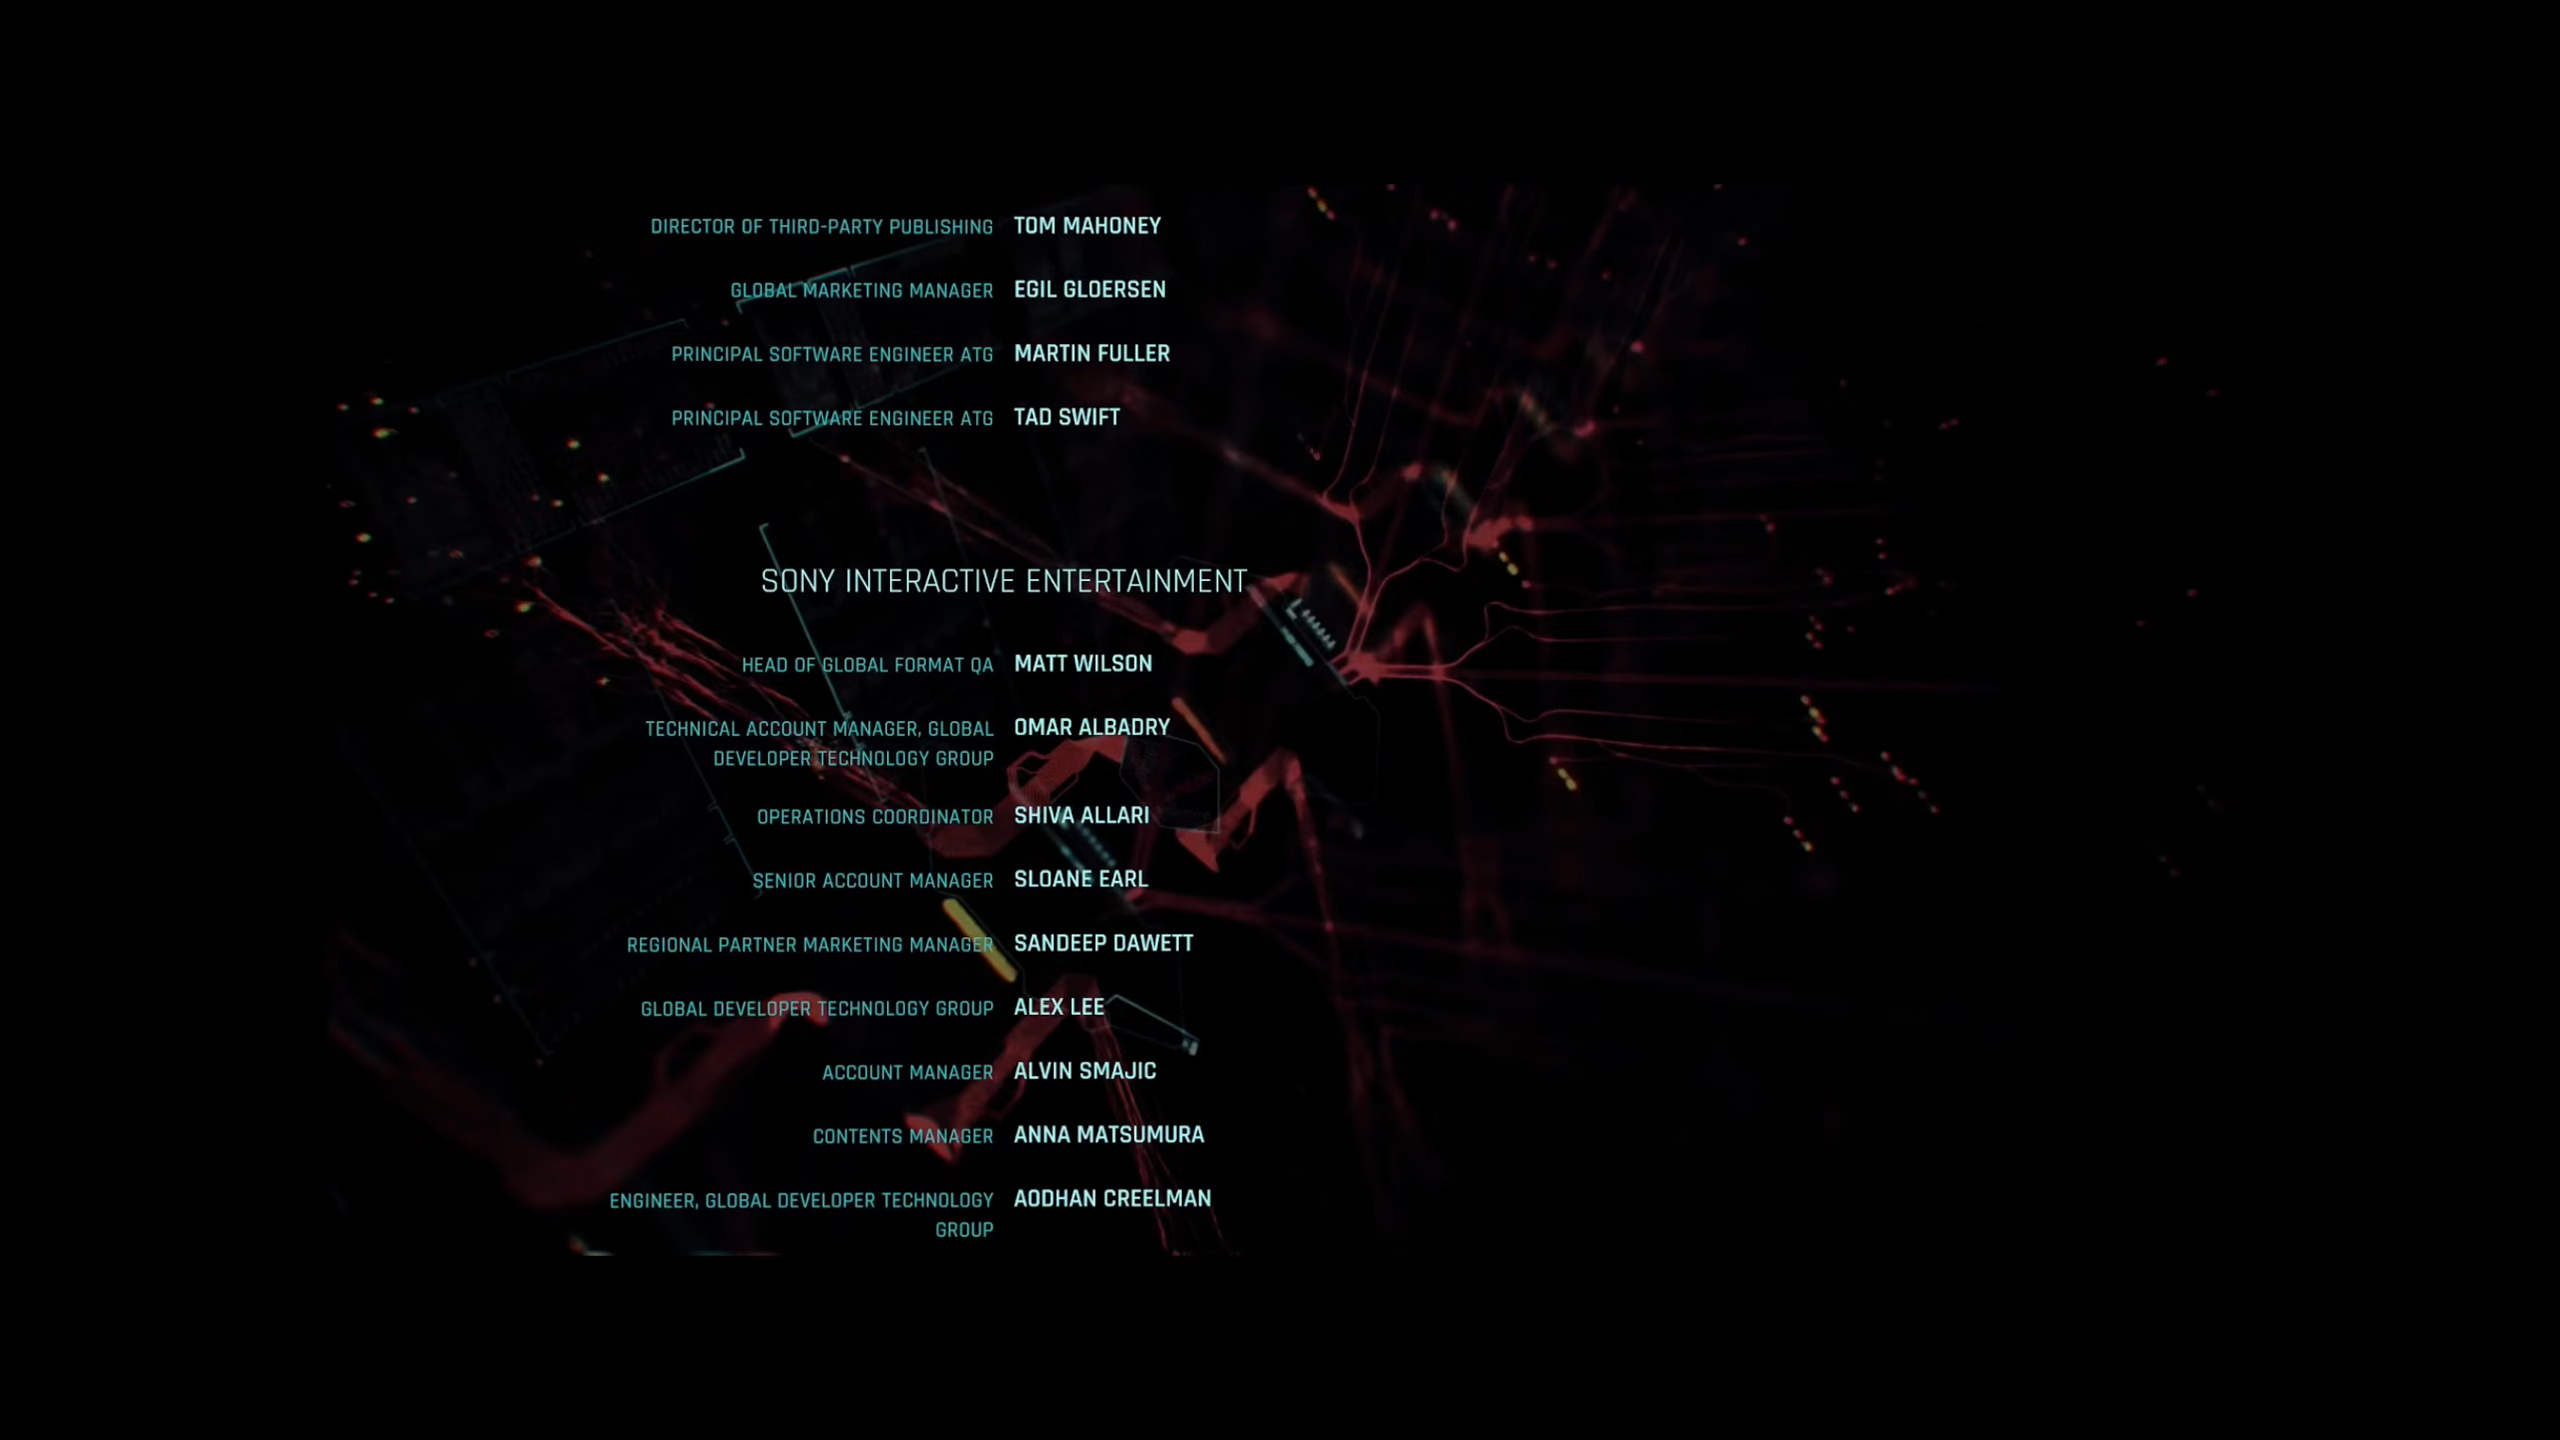 DIRECTOR OF THIRD-PARTY PUBLISHING TOM MAHONEY
GLOBAL MARKETING MANAGER EGIL GLOERSEN
PRINCIPAL SOFTWARE ENGINEER ATG MARTIN FULLER
PRINCIPAL SOFTWARE ENGINEER ATG TAD SWIFT
SONY INTERACTIVE ENTERTAINMENT
HEAD OF GLOBAL FORMAT QA MATT WILSON
TECHNICAL ACCOUNT MANAGER, GLOBAL OMAR ALBADRY
DEVELOPER TECHNOLOGY GROUP
OPERATIONS COORDINATOR SHIVA ALLARI
SENIOR ACCOUNT MANAGER SLOANE EARL
REGIONAL PARTNER MARKETING MANAGER SANDEEP DAWETT
GLOBAL DEVELOPER TECHNOLOGY GROUP ALEX LEE
ACCOUNT MANAGER ALVIN SMAJIC
CONTENTS MANAGER ANNA MATSUMURA
ENGINEER, GLOBAL DEVELOPER TECHNOLOGY AODHAN CREELMAN
GROUP